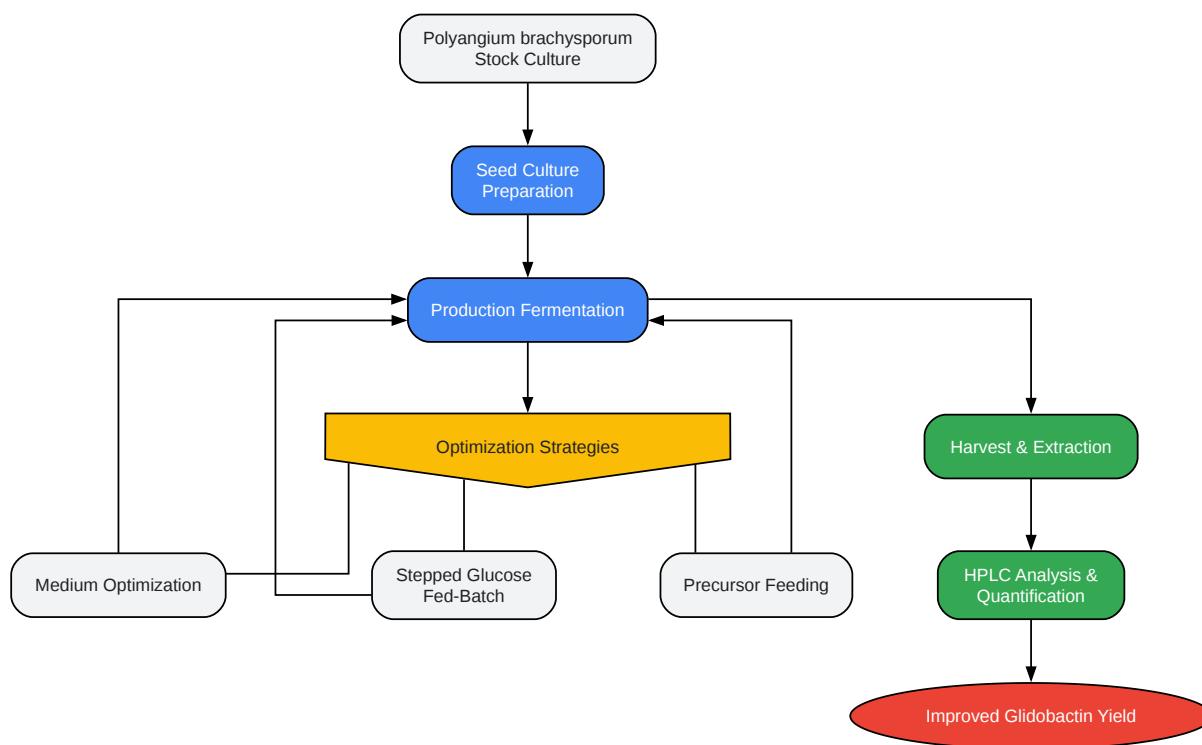 Polyangium brachysporum
Stock Culture
Seed Culture
Preparation
Production Fermentation
Optimization Strategies
Harvest & Extraction
Medium Optimization
Stepped Glucose
Fed-Batch
Precursor Feeding
HPLC Analysis &
Quantification
Improved Glidobactin Yield